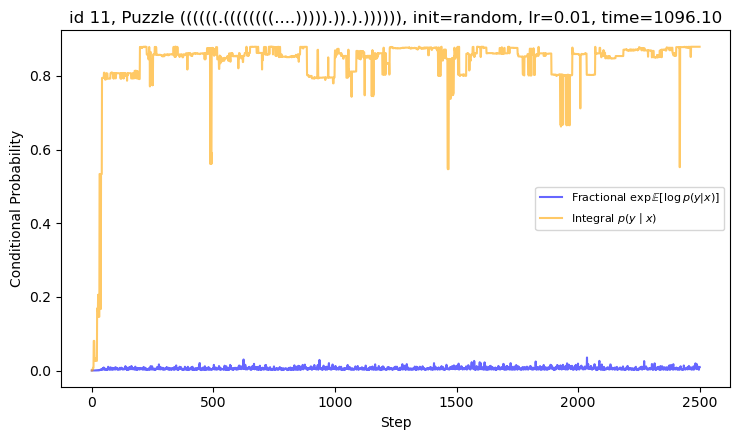 id 11, Puzzle ((((((.((((((((....))))).)).).)))))), init=random, lr=0.01, time=1096.10
Conditional Probability
0.8
0.6
0.4
0.2
0.0
Fractional exp𝔼[log p(y|x)]
Integral p(y | x)
0 500 1000 1500 2000 2500
Step